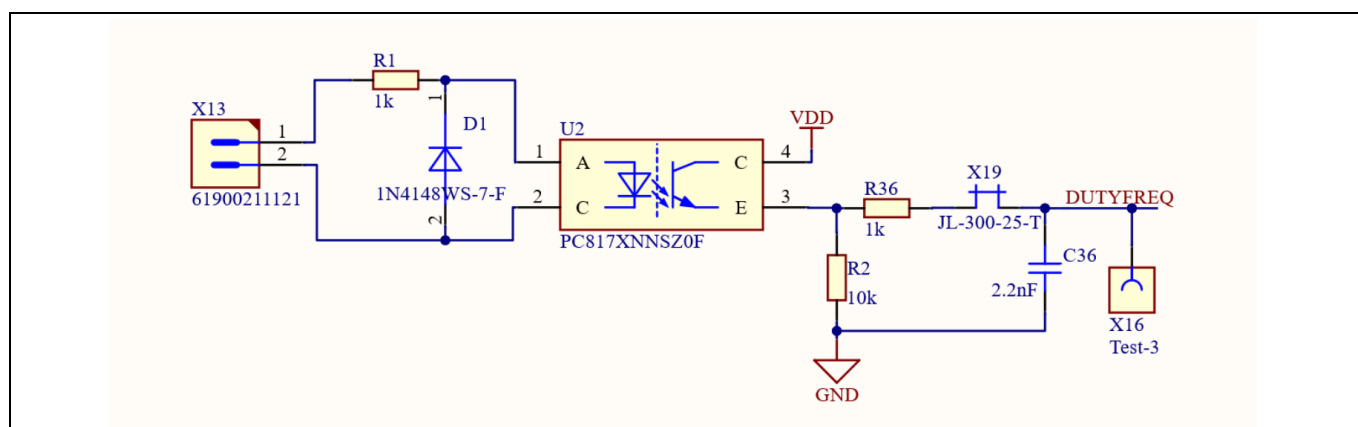 R1
1k
X13
1
2
61900211121
1
D1
1N4148WS-7-F
2
U2
1
A
2
C
C
4
E
3
PC817XNNSZ0F
VDD
R36
1k
X19
JL-300-25-T
DUTYFREQ
R2
10k
C36
2.2nF
X16
Test-3
GND